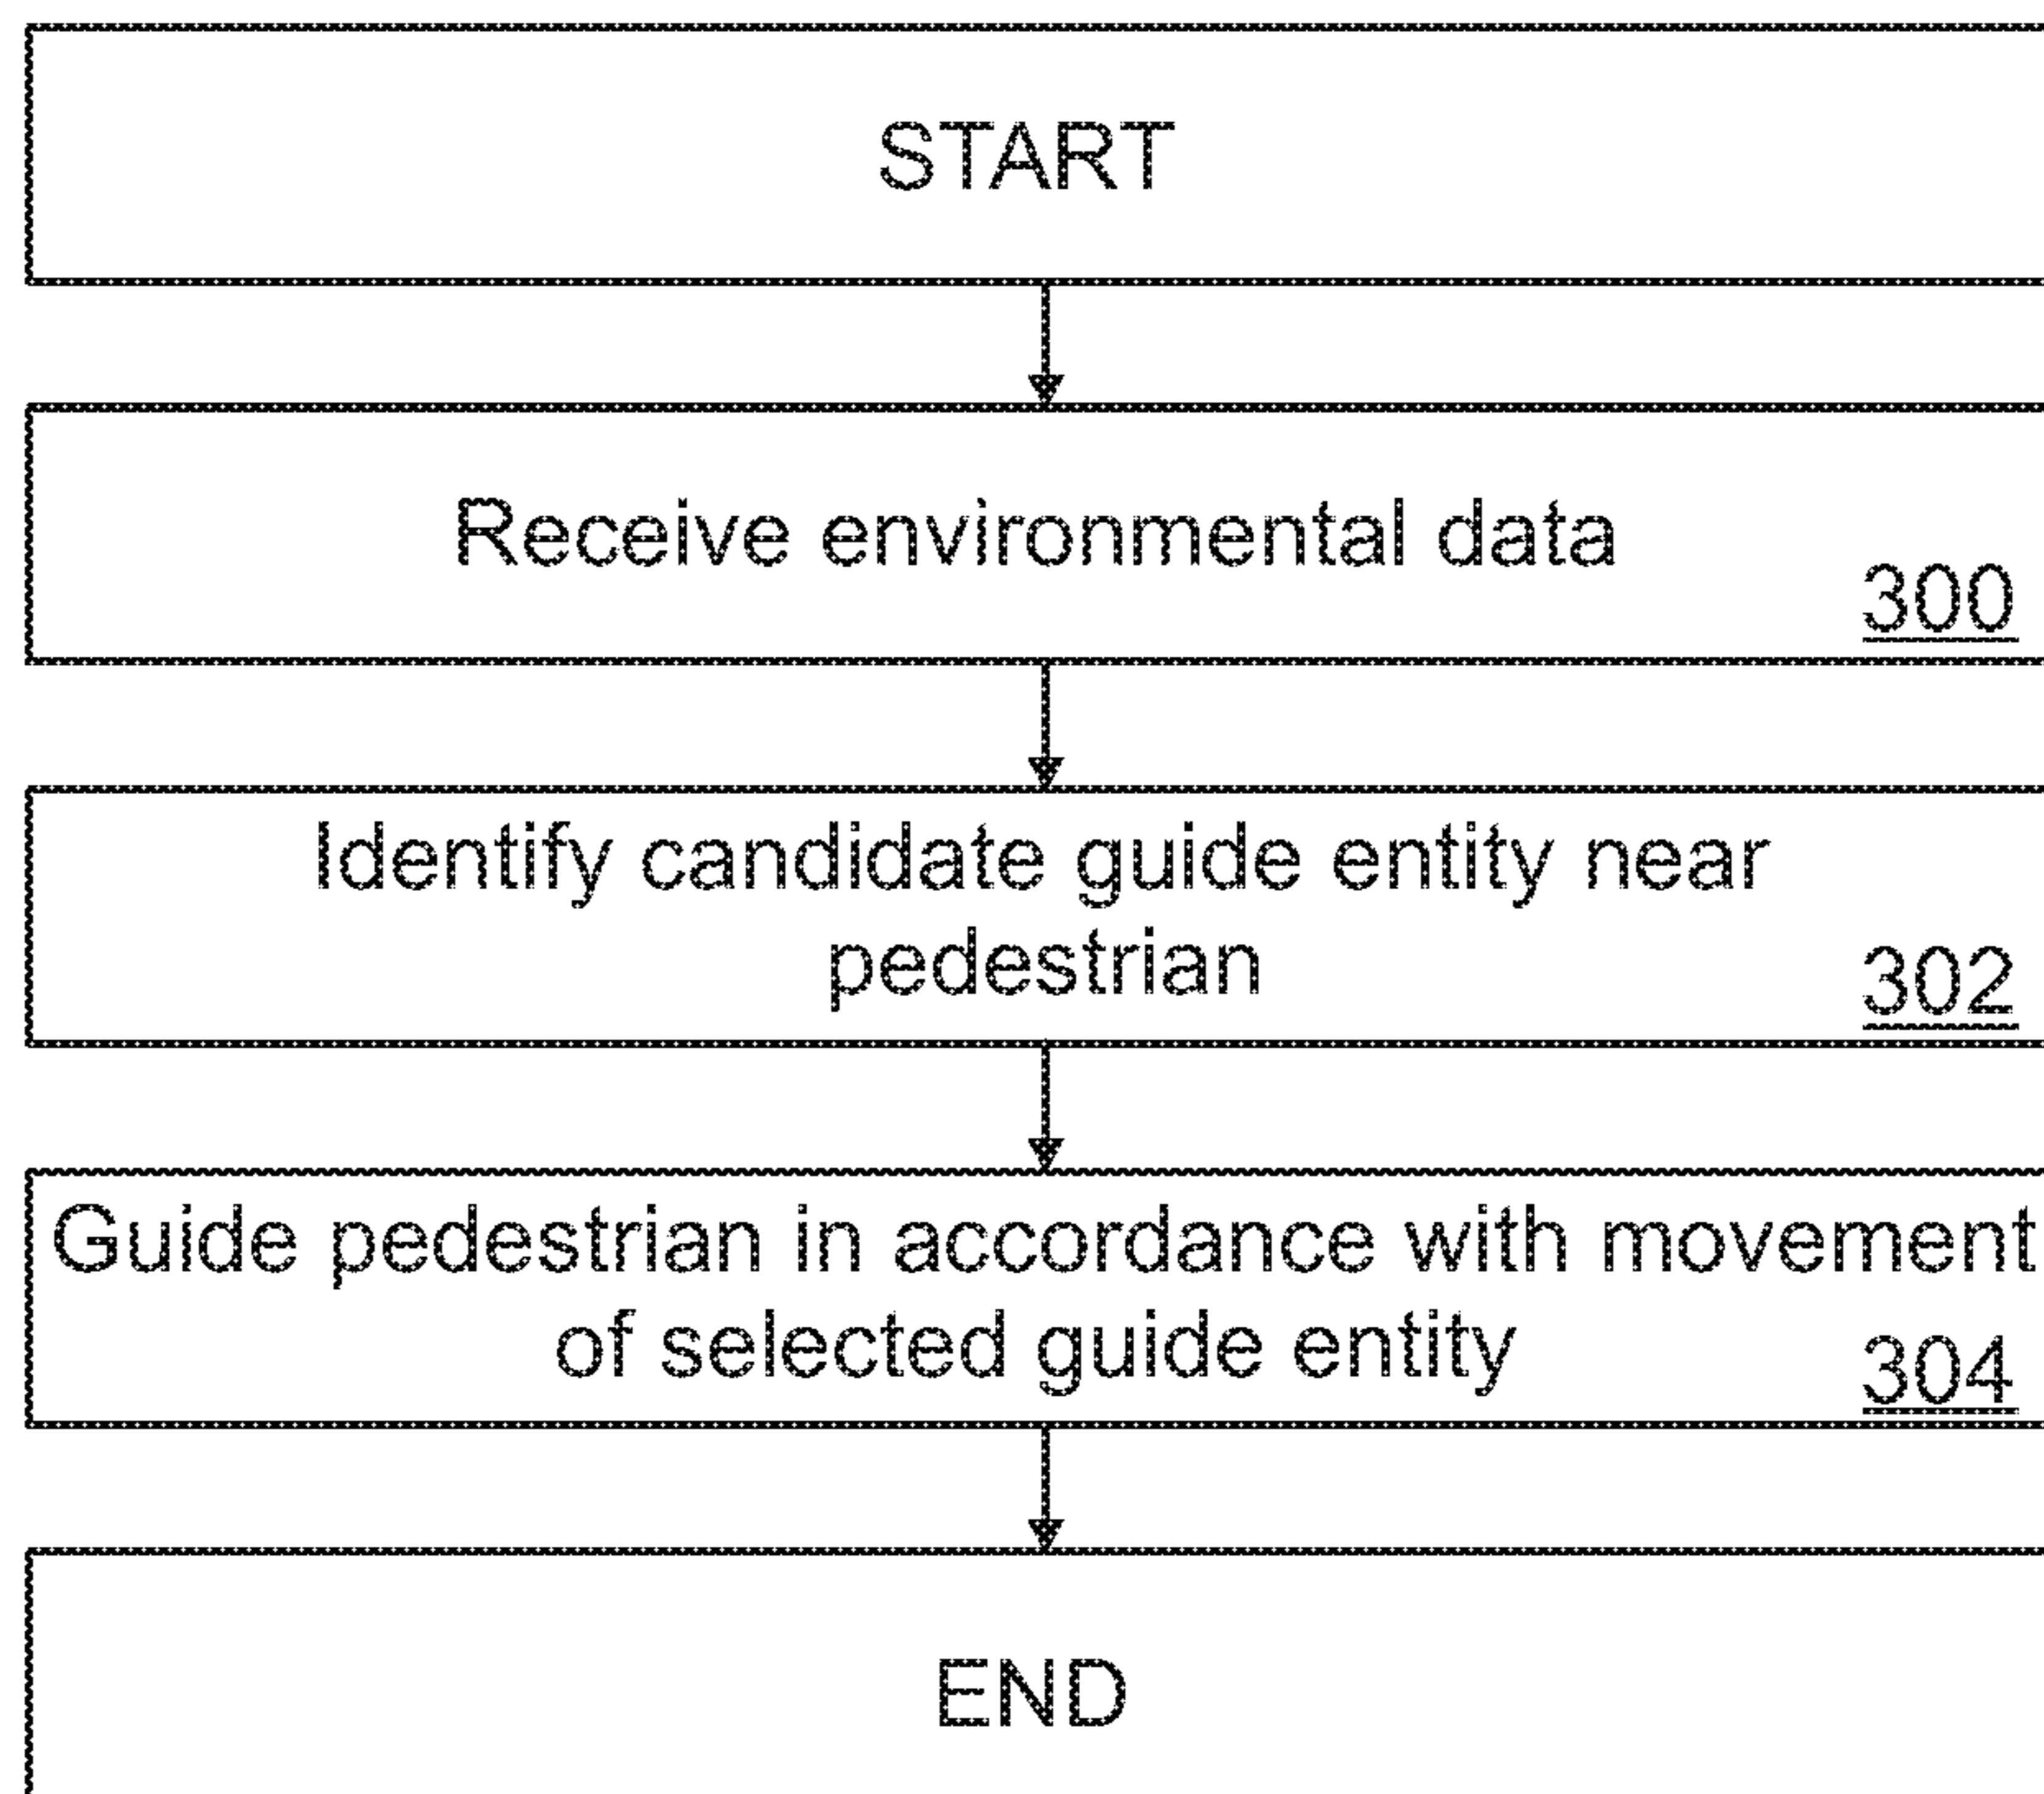 START
Receive environmental data
300
Identify candidate guide entity near
pedestrian
302
Guide pedestrian in accordance with movement
of selected guide entity
304
END